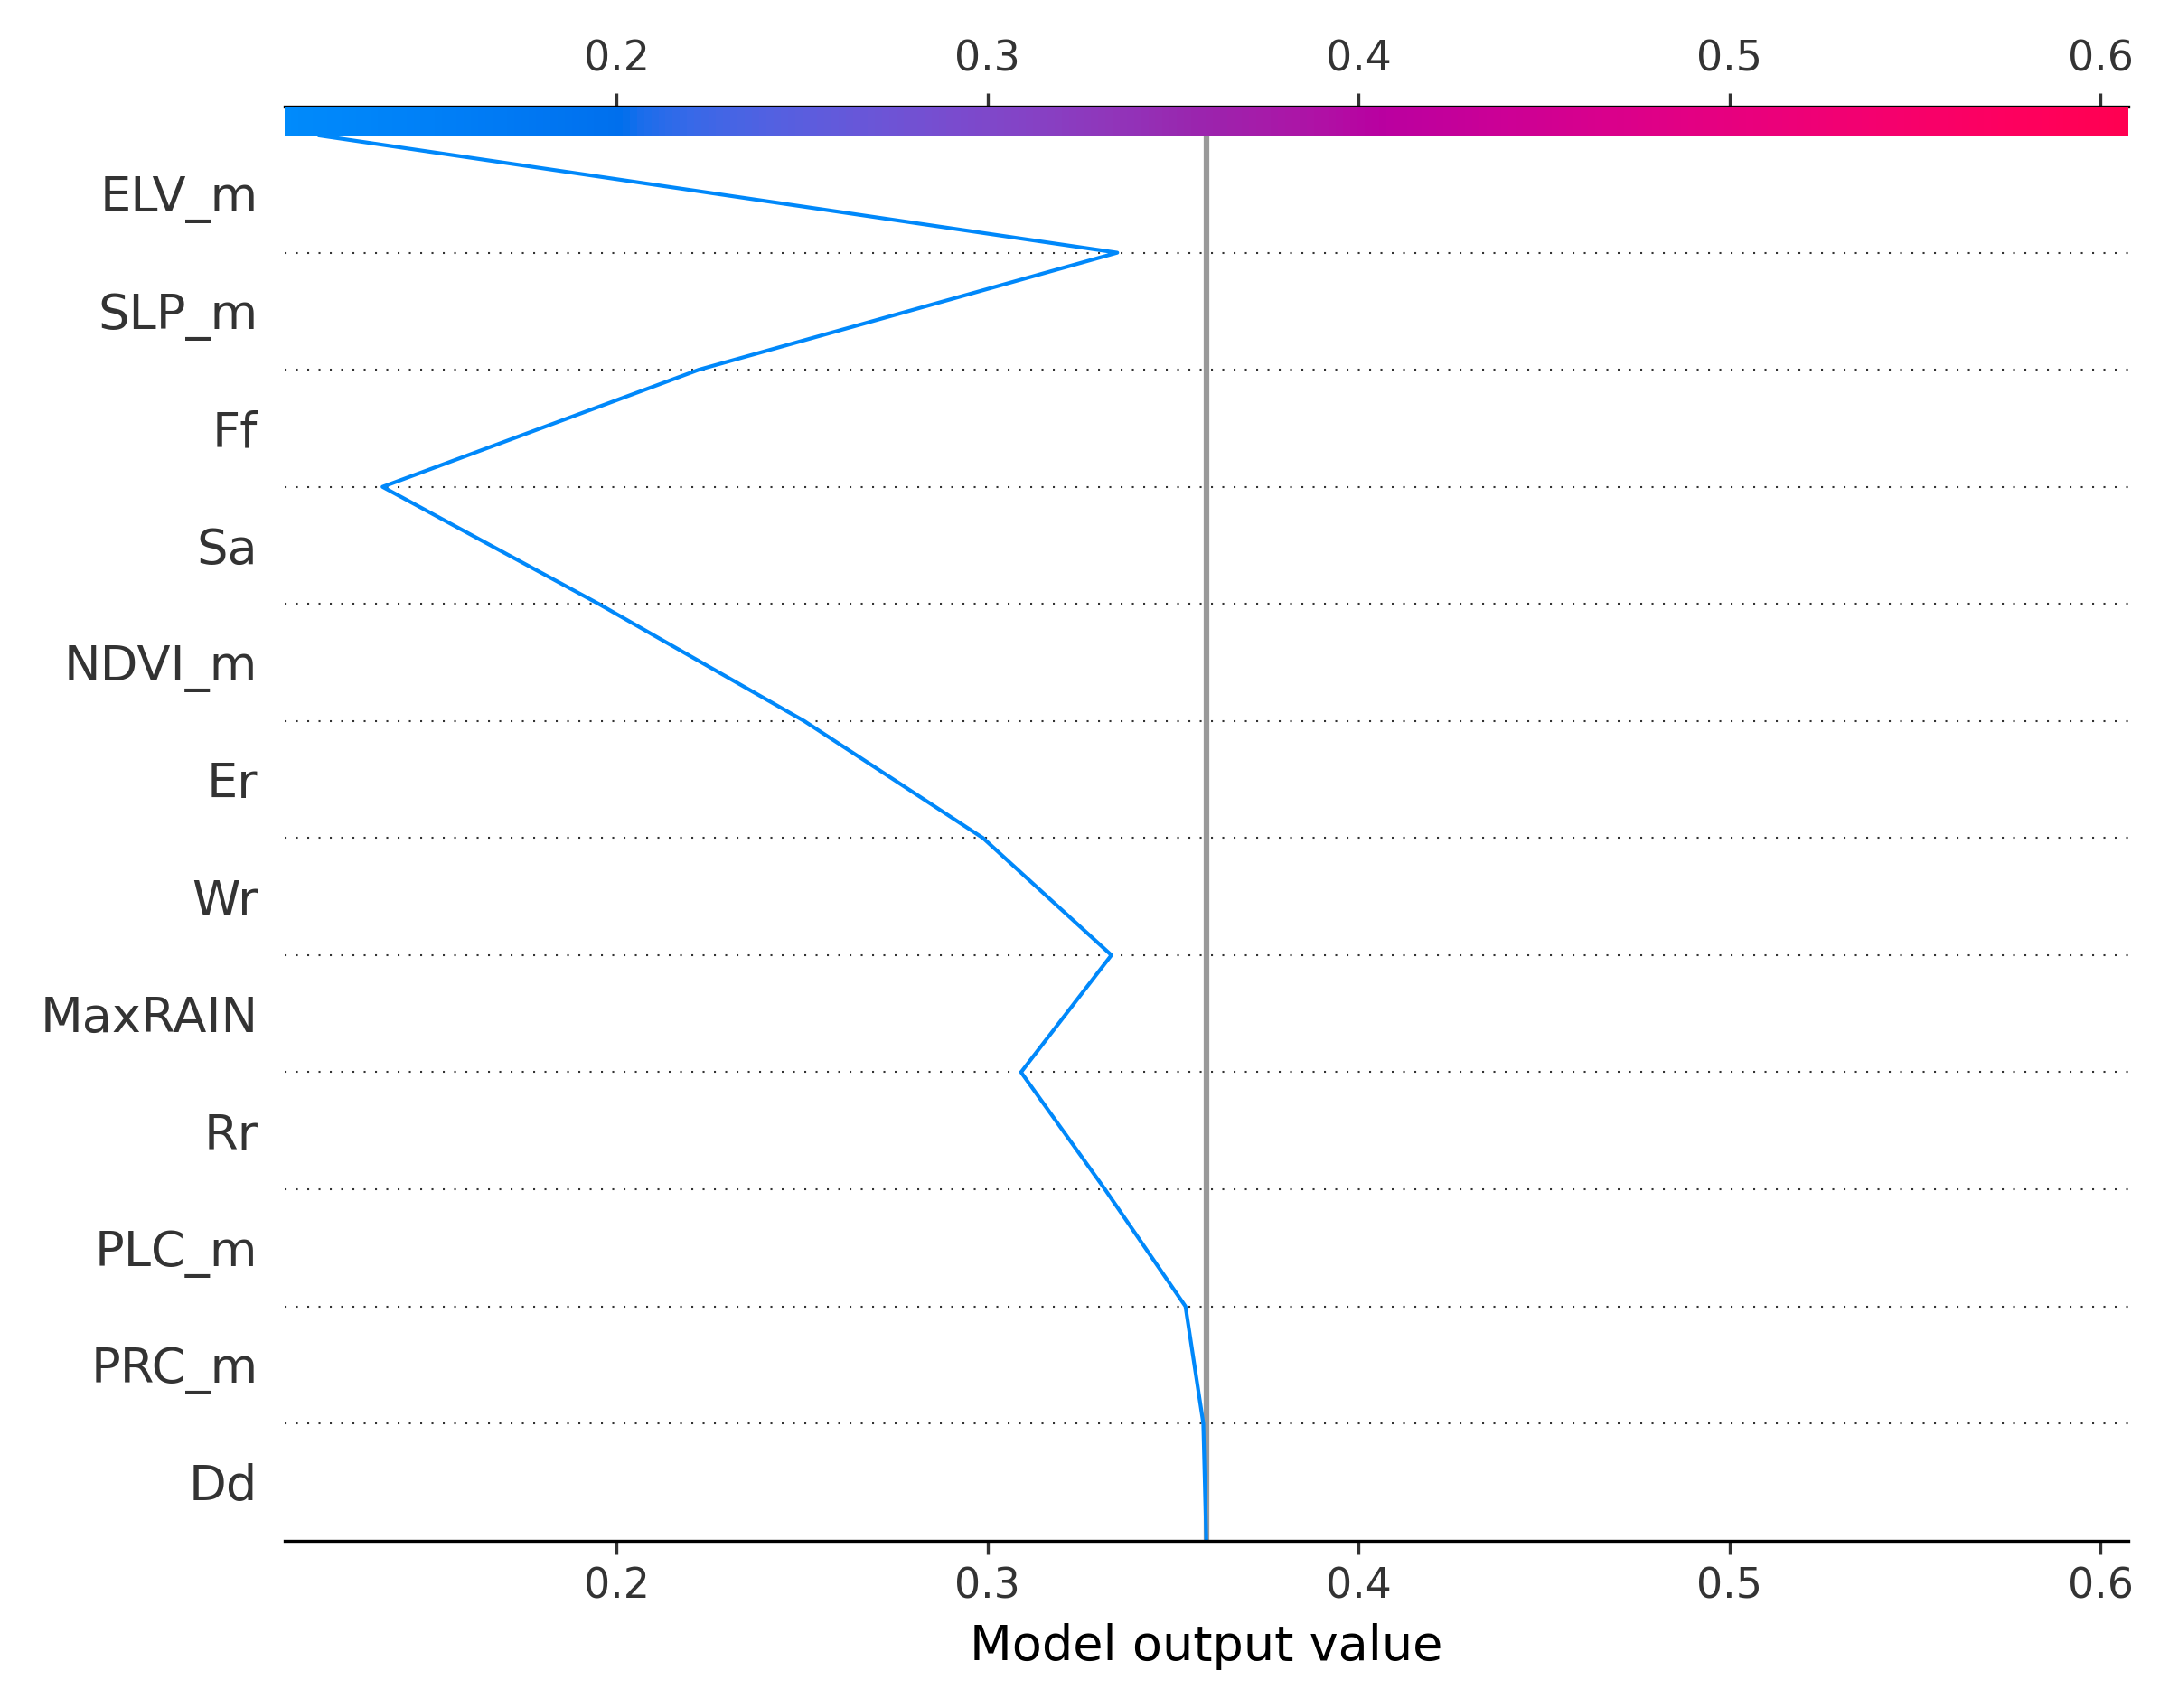 0.2 0.3 0.4 0.5 0.6
ELV_m
SLP_m
Ff
Sa
NDVI_m
Er
Wr
MaxRAIN
Rr
PLC_m
PRC_m
Dd
0.2 0.3 0.4 0.5 0.6
Model output value